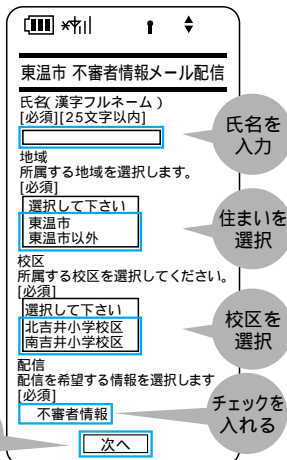 東温市 不審者情報メール配信
氏名(漢字フルネーム)
[必須][25文字以内]
氏名を
入力
地域
所属する地域を選択します。
[必須]
選択して下さい
東温市
東温市以外
住まいを
選択
校区
所属する校区を選択してください。
[必須]
選択して下さい
北吉井小学校区
南吉井小学校区
校区を
選択
配信
配信を希望する情報を選択します
[必須]
不審者情報
チェックを
入れる
次へ